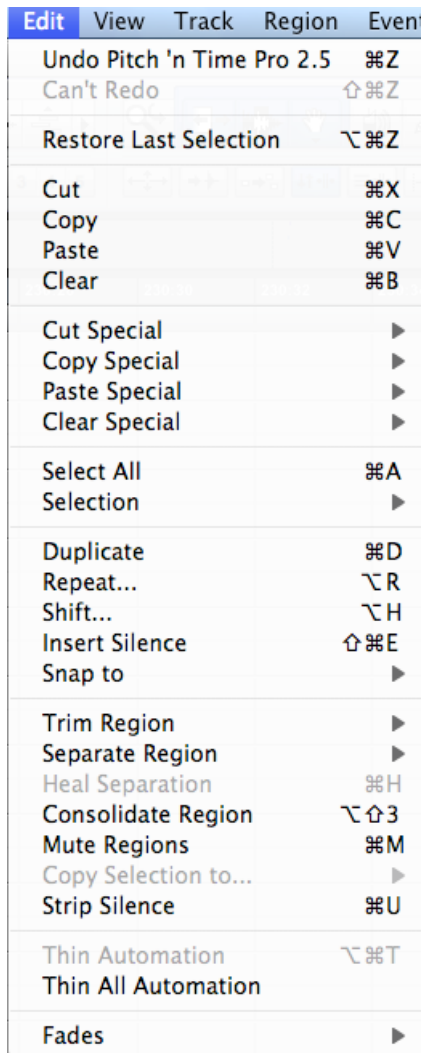 Edit View Track Region Event
Undo Pitch 'n Time Pro 2.5 ⌘Z
Can't Redo ⇧⌘Z
Restore Last Selection ⌥⌘Z
Cut ⌘X
Copy ⌘C
Paste ⌘V
Clear ⌘B
Cut Special ▶
Copy Special ▶
Paste Special ▶
Clear Special ▶
Select All ⌘A
Selection ▶
Duplicate ⌘D
Repeat... ⌥R
Shift... ⌥H
Insert Silence ⇧⌘E
Snap to ▶
Trim Region ▶
Separate Region ▶
Heal Separation ⌘H
Consolidate Region ⌥⇧3
Mute Regions ⌘M
Copy Selection to... ▶
Strip Silence ⌘U
Thin Automation ⌥⌘T
Thin All Automation
Fades ▶